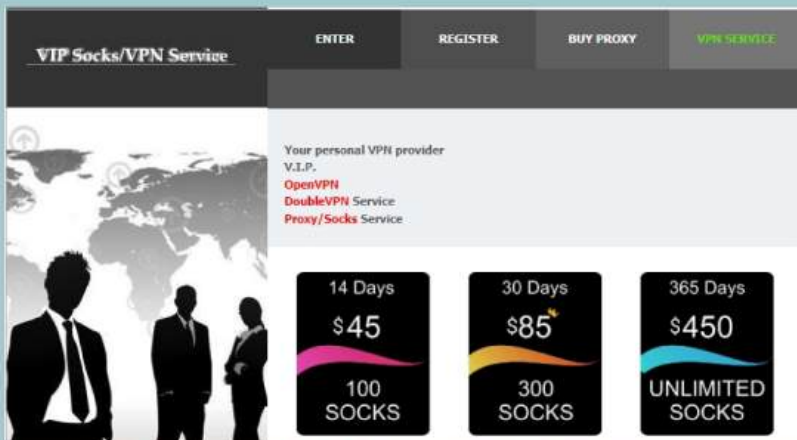 VIP Socks/VPN Service
ENTER
REGISTER
BUY PROXY
VPN SERVICE
Your personal VPN provider
V.I.P.
OpenVPN
DoubleVPN Service
Proxy/Socks Service
14 Days
$45
100
SOCKS
30 Days
$85
300
SOCKS
365 Days
$450
UNLIMITED
SOCKS